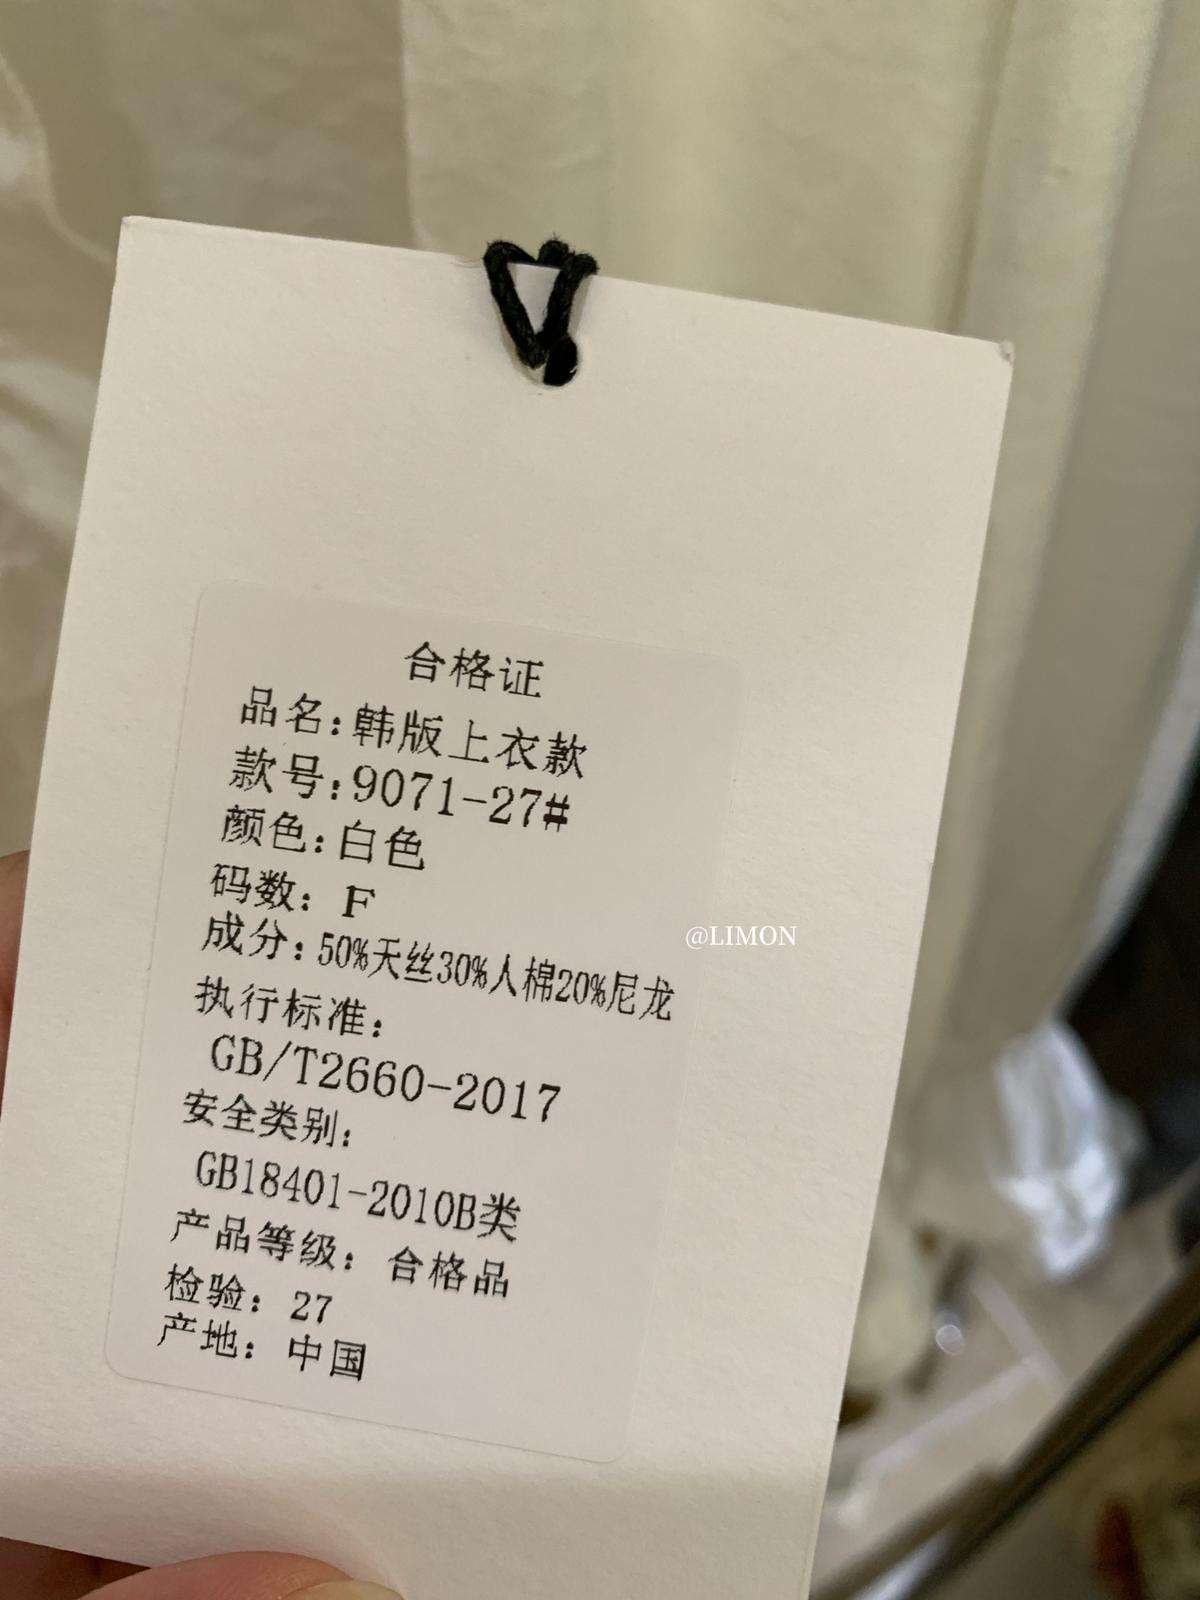 合格证
品名:韩版上衣款
款号:9071-27#
颜色:白色
码数: F
成分: 50%天丝30%人棉20%尼龙
执行标准:
GB/T2660-2017
安全类别:
GB18401-2010B类
产品等级: 合格品
检验: 27
产地: 中国
@LIMON